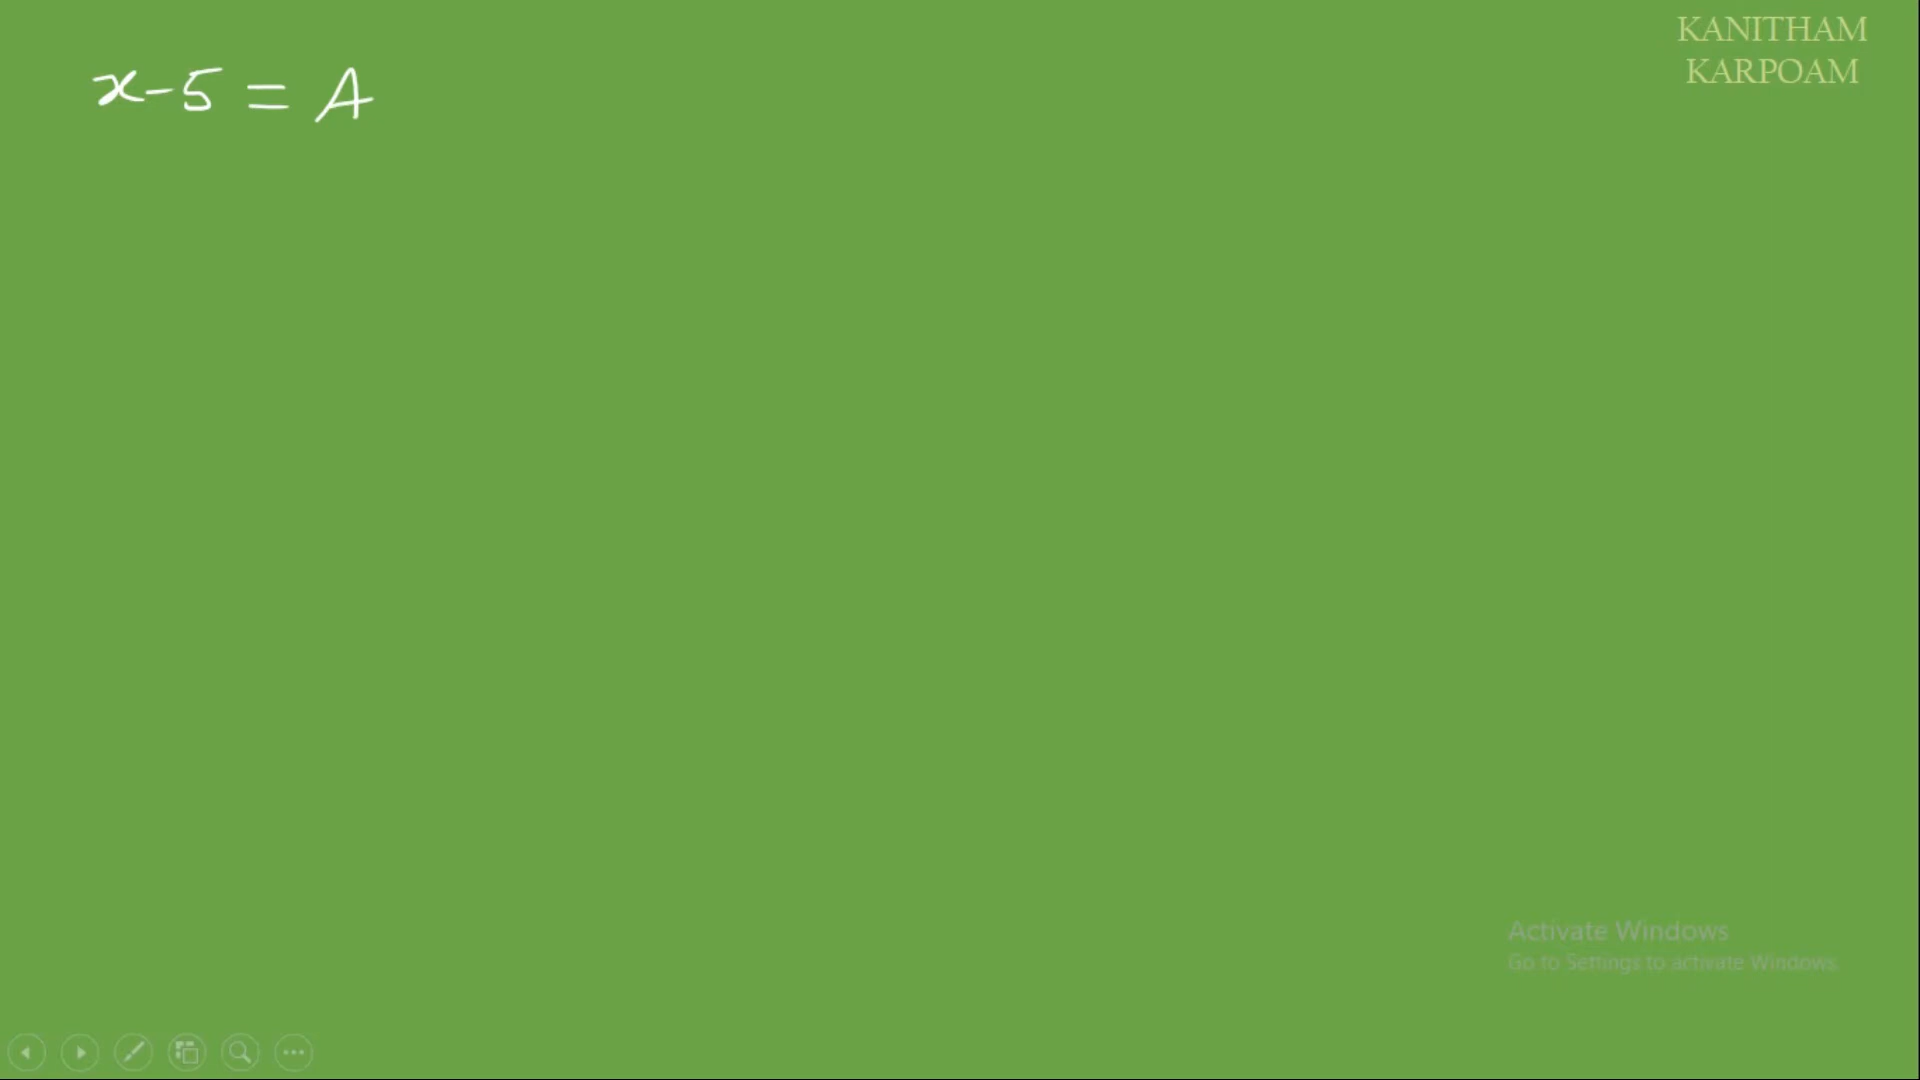 KANITHAM
KARPOAM
x-5 = A
Activate Windows
Go to Settings to activate Windows